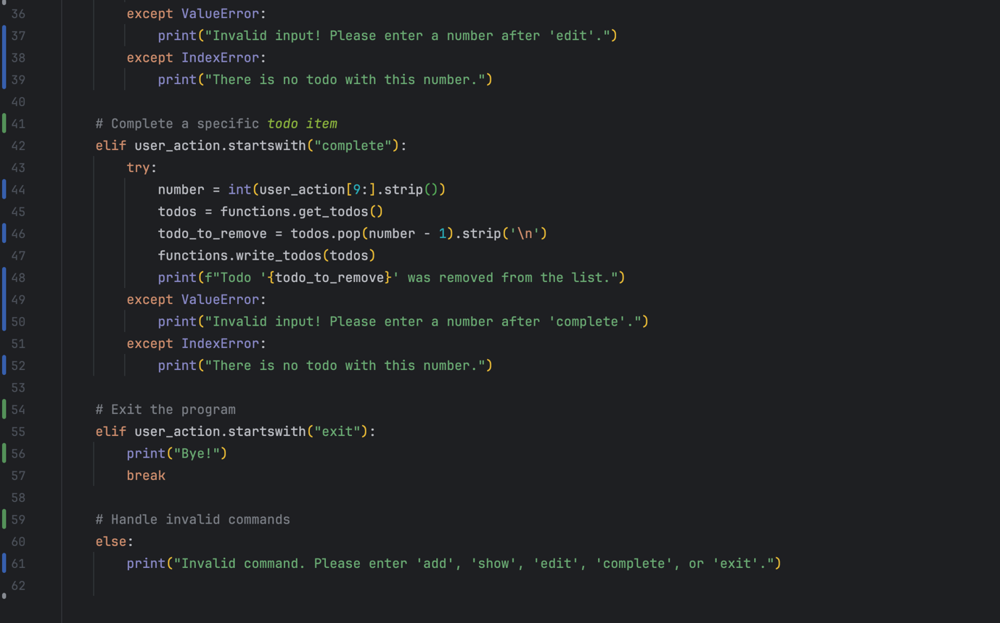 36 except ValueError:
37 print("Invalid input! Please enter a number after 'edit'.")
38 except IndexError:
39 print("There is no todo with this number.")
40
41 # Complete a specific todo item
42 elif user_action.startswith("complete"):
43 try:
44 number = int(user_action[9:].strip())
45 todos = functions.get_todos()
46 todo_to_remove = todos.pop(number - 1).strip('\n')
47 functions.write_todos(todos)
48 print(f"Todo '{todo_to_remove}' was removed from the list.")
49 except ValueError:
50 print("Invalid input! Please enter a number after 'complete'.")
51 except IndexError:
52 print("There is no todo with this number.")
53
54 # Exit the program
55 elif user_action.startswith("exit"):
56 print("Bye!")
57 break
58
59 # Handle invalid commands
60 else:
61 print("Invalid command. Please enter 'add', 'show', 'edit', 'complete', or 'exit'.")
62